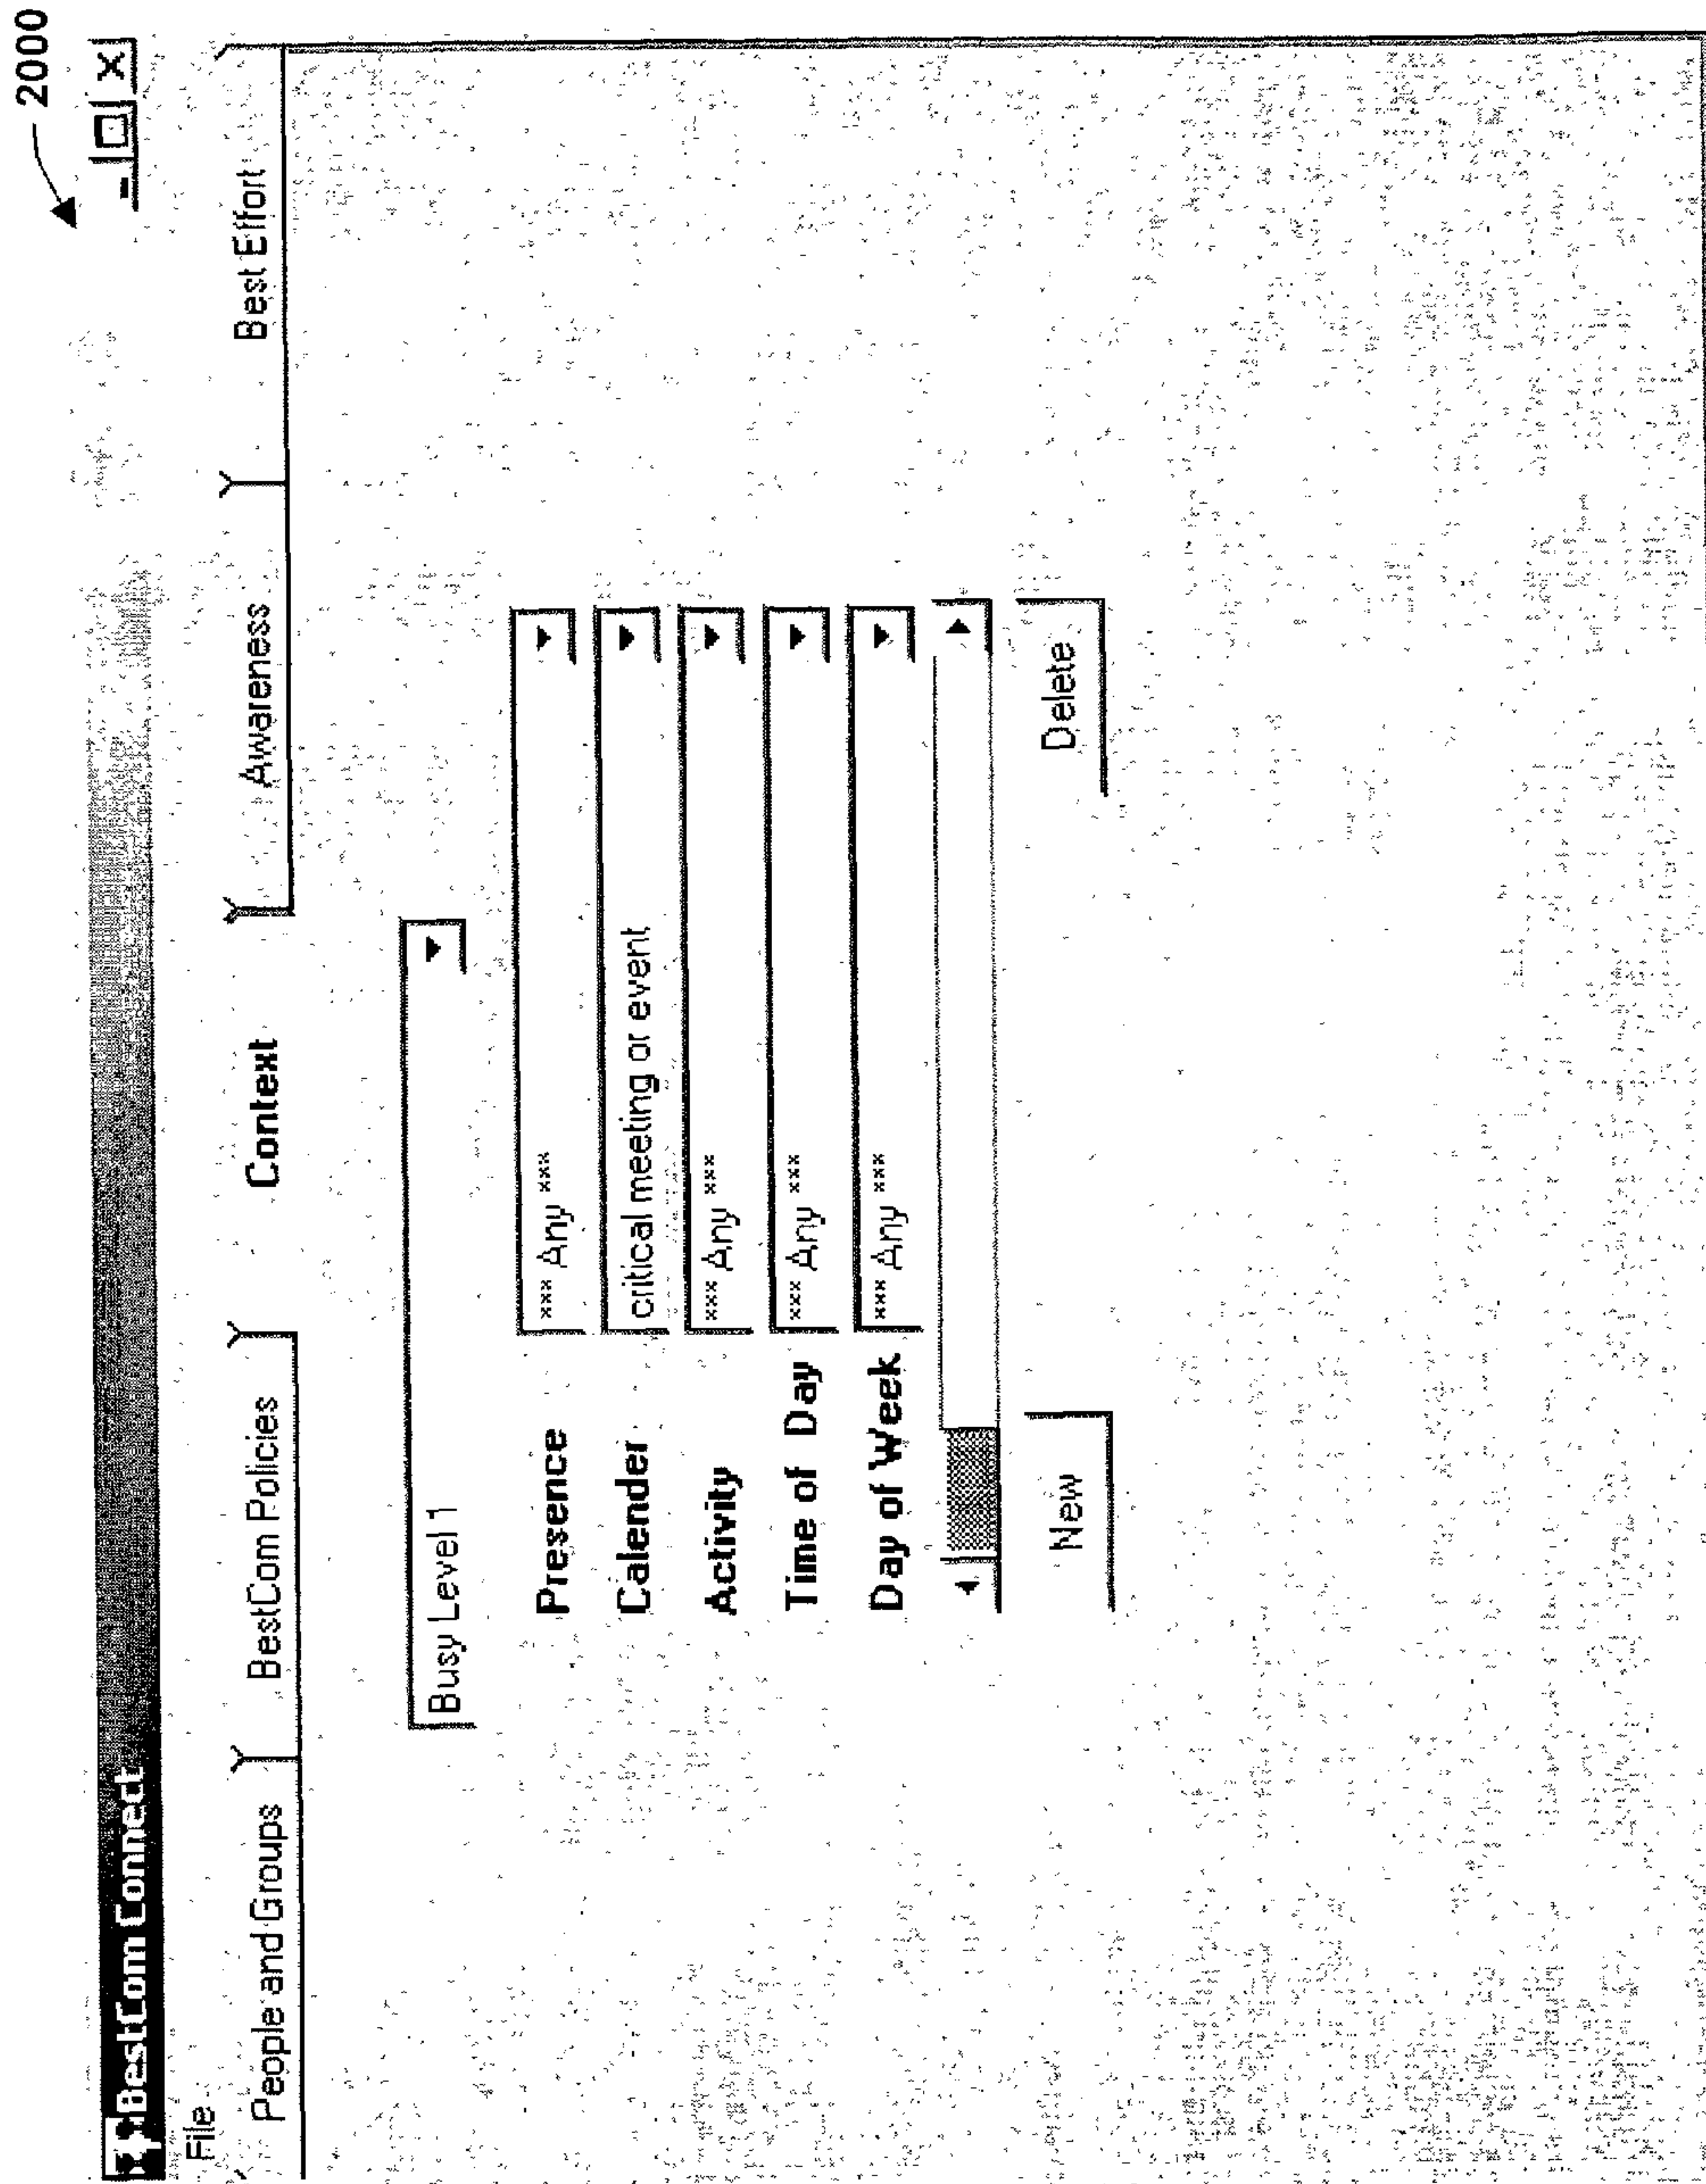 2000
BestCom Connect
File
People and Groups BestCom Policies Context Awareness Best Effort
Busy Level 1
Presence *** Any ***
Calender critical meeting or event
Activity *** Any ***
Time of Day *** Any ***
Day of Week *** Any ***
New Delete